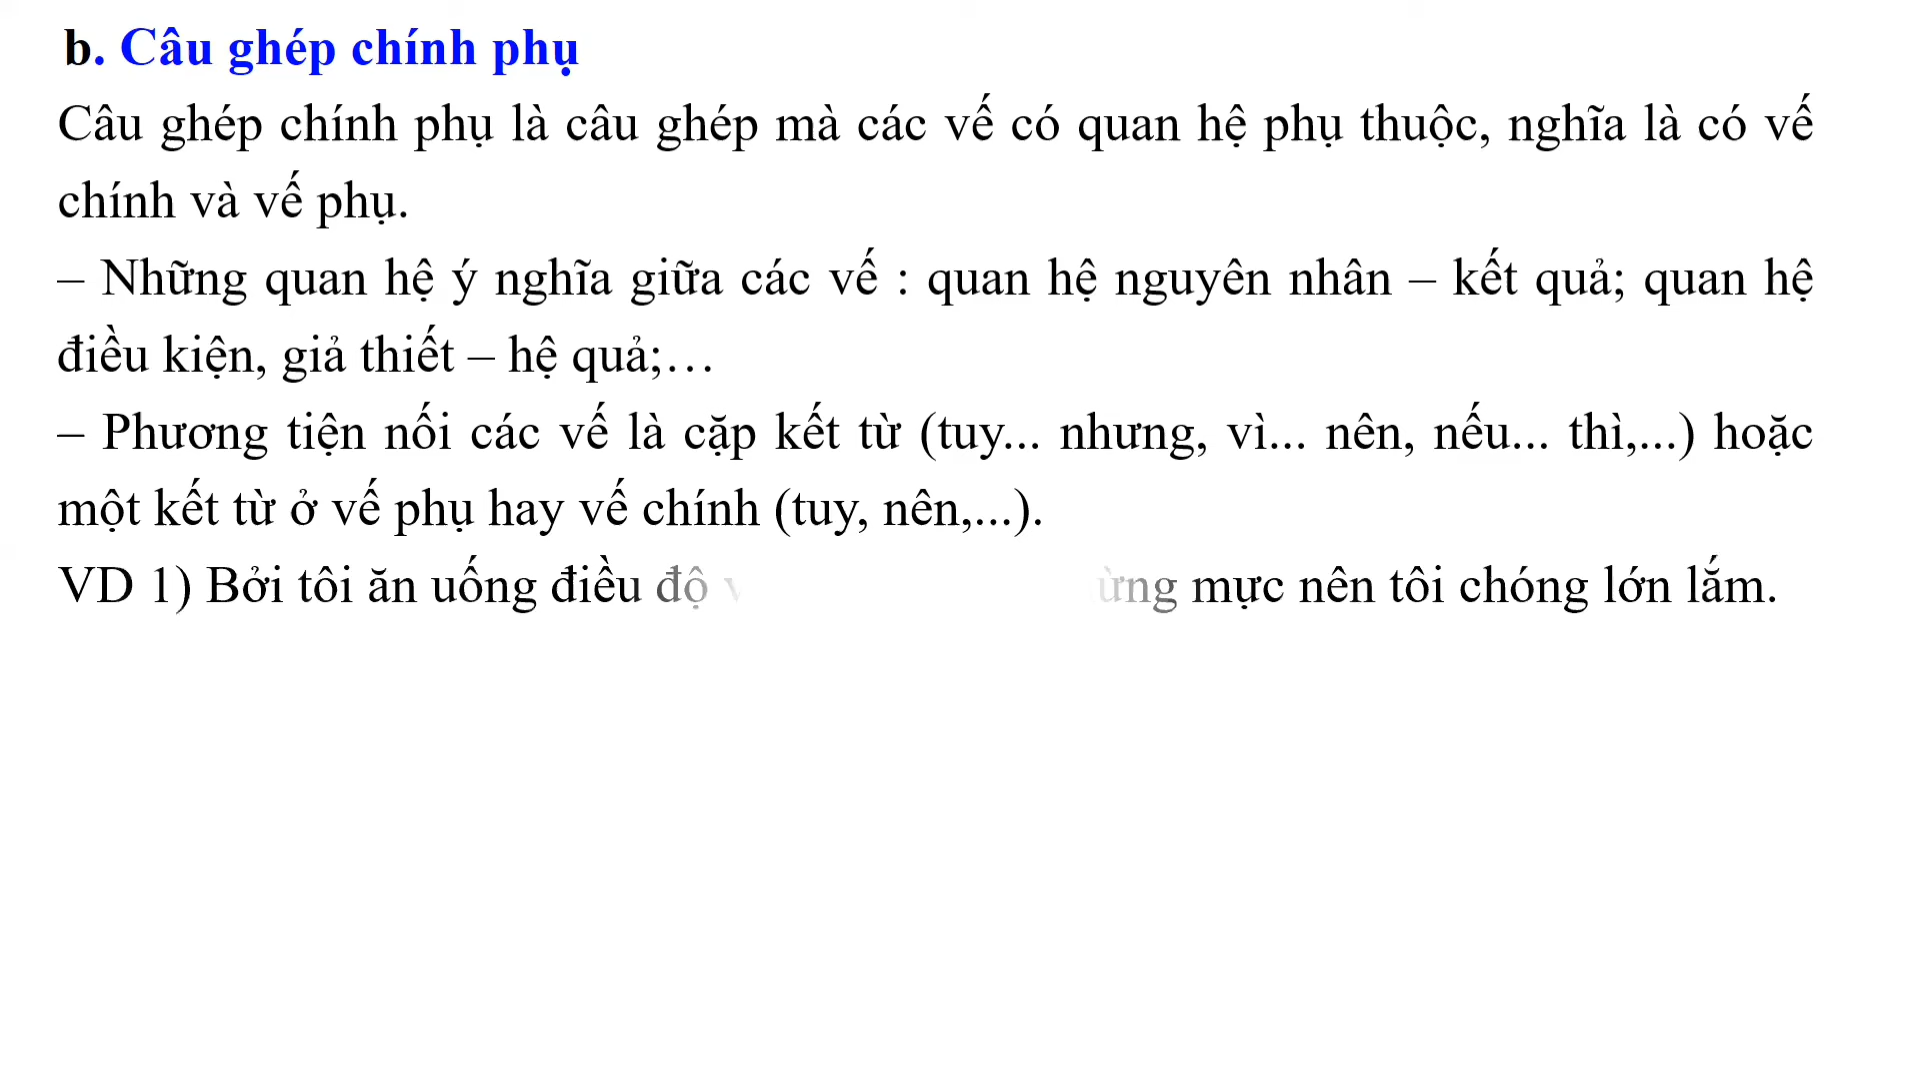 b. Câu ghép chính phụ
Câu ghép chính phụ là câu ghép mà các vế có quan hệ phụ thuộc, nghĩa là có vế
chính và vế phụ.
– Những quan hệ ý nghĩa giữa các vế : quan hệ nguyên nhân – kết quả; quan hệ
điều kiện, giả thiết – hệ quả;…
– Phương tiện nối các vế là cặp kết từ (tuy... nhưng, vì... nên, nếu... thì,...) hoặc
một kết từ ở vế phụ hay vế chính (tuy, nên,...).
VD 1) Bởi tôi ăn uống điều độ mực nên tôi chóng lớn lắm.